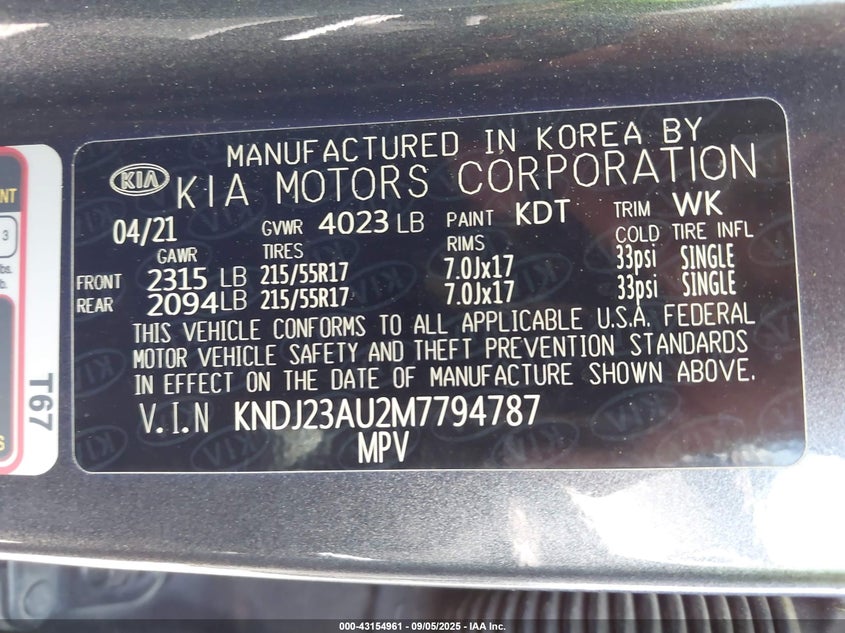 MANUFACTURED IN KOREA BY
KIA KIA MOTORS CORPORATION
04/21 GVWR 4023 LB PAINT KDT TRIM WK
GAWR TIRES RIMS COLD TIRE INFL
FRONT 2315 LB 215/55R17 7.0Jx17 33psi SINGLE
REAR 2094LB 215/55R17 7.0Jx17 33psi SINGLE
THIS VEHICLE CONFORMS TO ALL APPLICABLE U.S.A. FEDERAL
MOTOR VEHICLE SAFETY AND THEFT PREVENTION STANDARDS
IN EFFECT ON THE DATE OF MANUFACTURE SHOWN ABOVE.
V.I.N KNDJ23AU2M7794787
MPV
T67
3
000-43154961 - 09/05/2025 - IAA Inc.